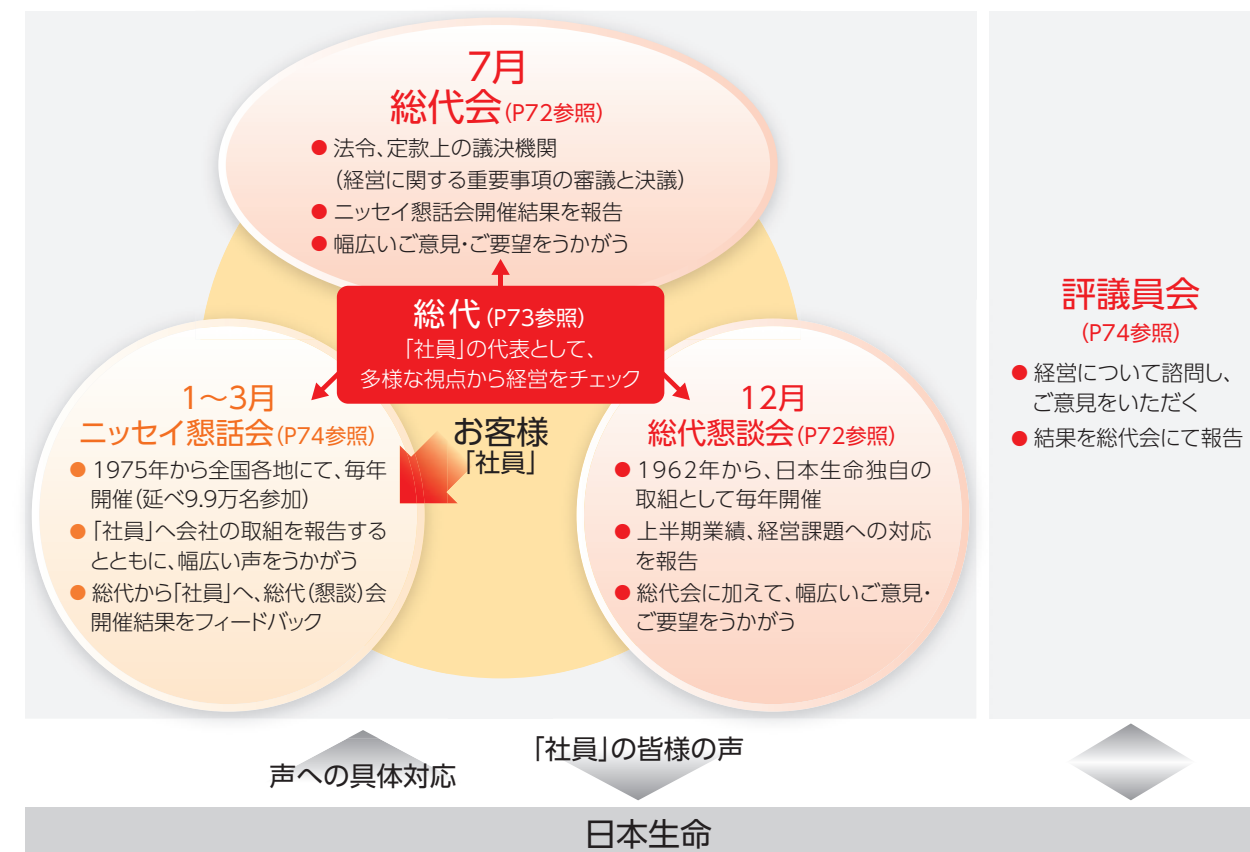 7月
総代会(P72参照)
● 法令、定款上の議決機関
(経営に関する重要事項の審議と決議)
● ニッセイ懇話会開催結果を報告
● 幅広いご意見・ご要望をうかがう
総代(P73参照)
「社員」の代表として、
多様な視点から経営をチェック
1〜3月
ニッセイ懇話会(P74参照)
● 1975年から全国各地にて、毎年
開催(延べ9.9万名参加)
● 「社員」へ会社の取組を報告する
とともに、幅広い声をうかがう
● 総代から「社員」へ、総代(懇談)会
開催結果をフィードバック
お客様
「社員」
12月
総代懇談会(P72参照)
● 1962年から、日本生命独自の
取組として毎年開催
● 上半期業績、経営課題への対応
を報告
● 総代会に加えて、幅広いご意見・
ご要望をうかがう
評議員会
(P74参照)
● 経営について諮問し、
ご意見をいただく
● 結果を総代会にて報告
声への具体対応
「社員」の皆様の声
日本生命